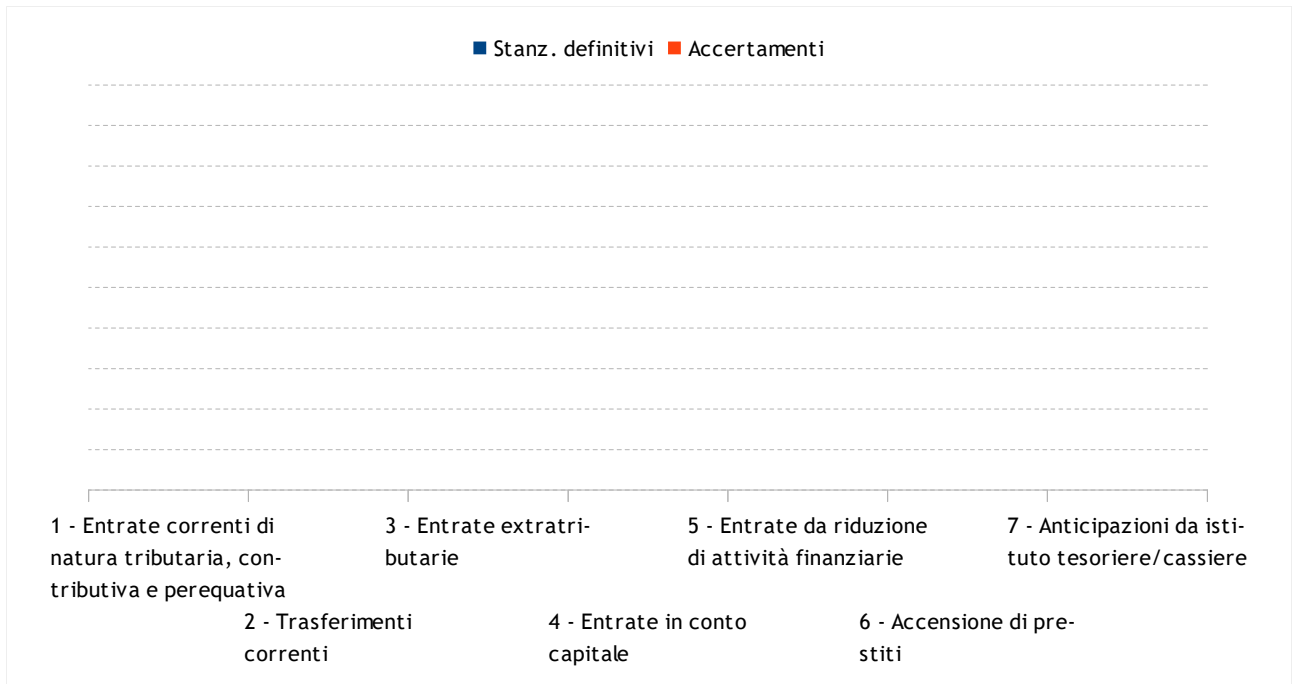 Stanz. definitivi Accertamenti
1 - Entrate correnti di
natura tributaria, con-
tributiva e perequativa
2 - Trasferimenti
correnti
3 - Entrate extratri-
butarie
4 - Entrate in conto
capitale
5 - Entrate da riduzione
di attività finanziarie
6 - Accensione di pre-
stiti
7 - Anticipazioni da isti-
tuto tesoriere/cassiere